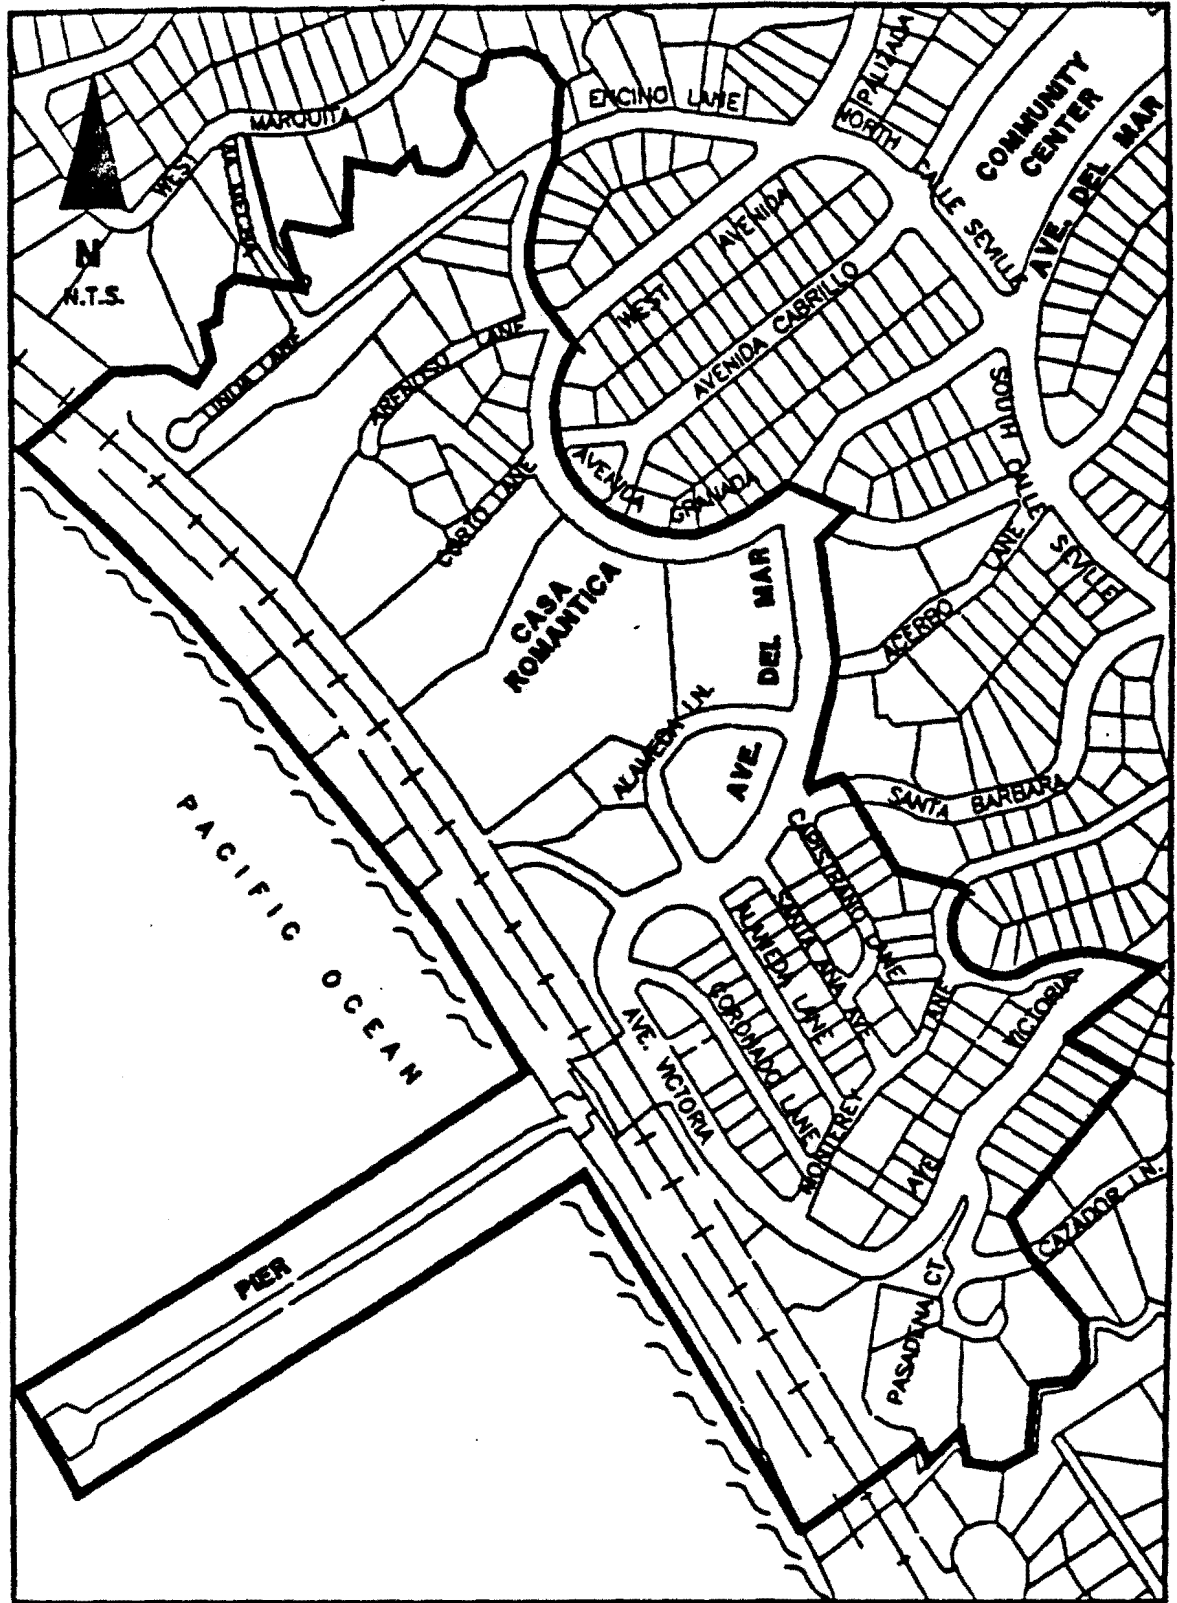 ENCINO LANE
NORTH
PALIZADA
COMMUNITY
CENTER
AVE. DEL MAR
WEST
MARQUITA
N
N.T.S.
CALLE SEVILLE
WEST
AVENIDA
AVENIDA CABRILLO
LINDA LANE
ARENOSO LANE
CORTO LANE
AVENIDA
GRANADA
SOUTH CALLE
SEVILLE
ACEBO LANE
CASA
ROMANTICA
DEL MAR
AVE.
ALAMEDA LN.
SANTA BARBARA
CAPISTRANO LANE
SANTA ANA AVE
ALAMEDA LANE
CORONADO LANE
MONTEREY
LANE
AVE. VICTORIA
VICTORIA
AVE
PACIFIC OCEAN
PIER
CAZADOR LN.
PASADENA CT